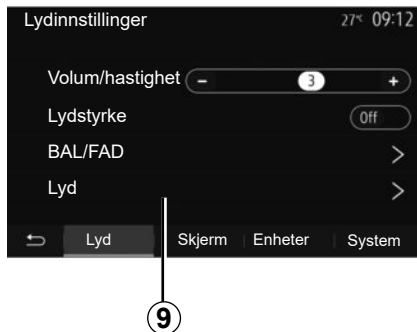 Lydinnstillinger 27°C 09:12
Volum/hastighet - 3 +
Lydstyrke Off
BAL/FAD >
Lyd >
Lyd Skjerm Enheter System
9